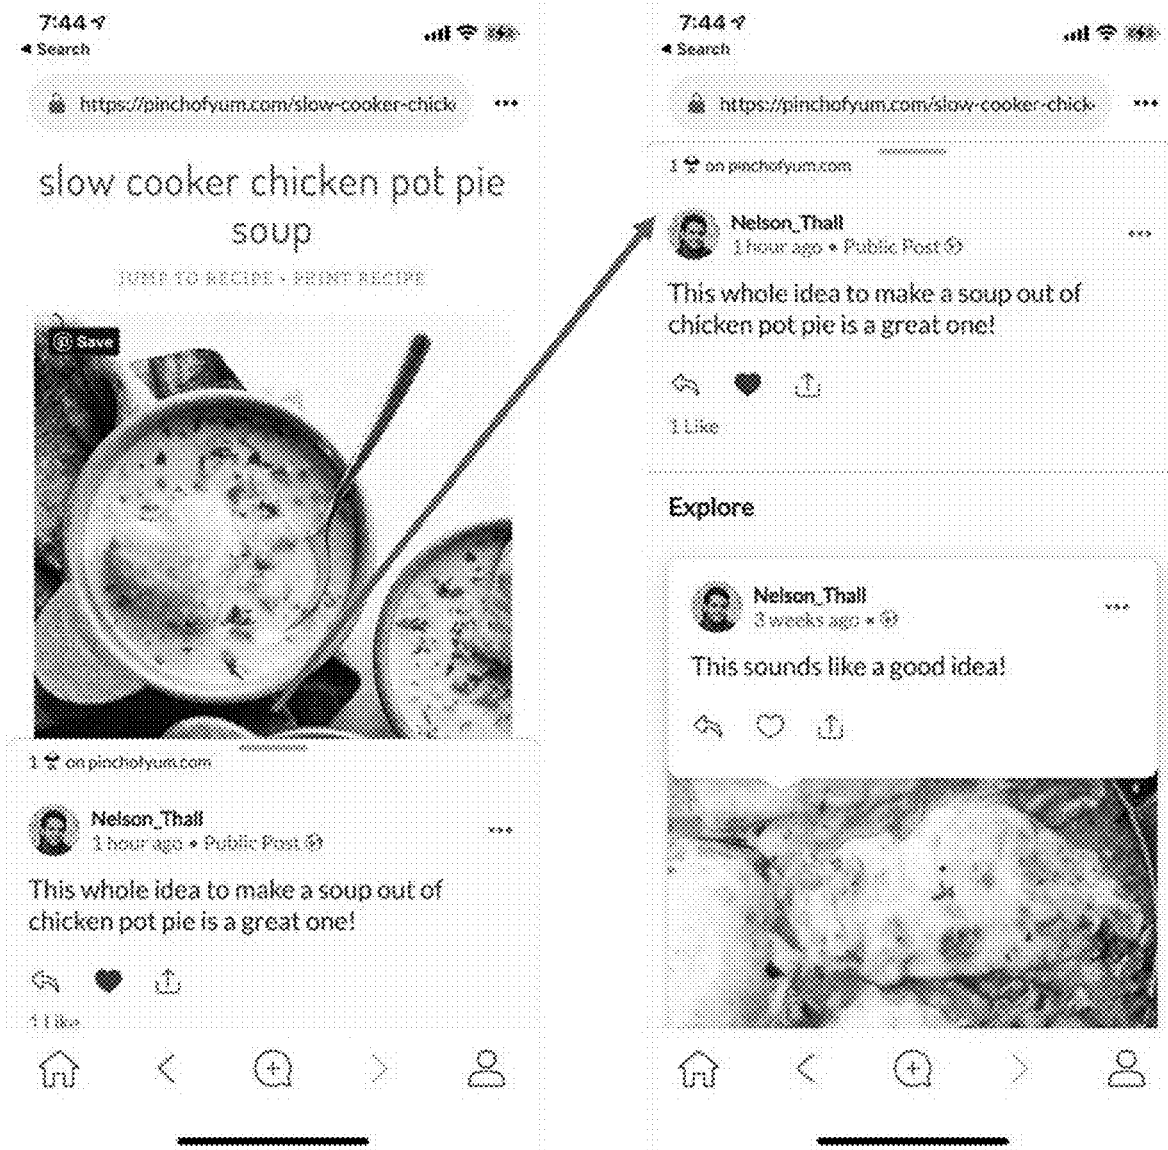 7:44
Search
https://pinchofyum.com/slow-cooker-chick
slow cooker chicken pot pie
soup
JUMP TO RECIPE • PRINT RECIPE
Save
1 on pinchofyum.com
Nelson_Thall
1 hour ago • Public Post
This whole idea to make a soup out of
chicken pot pie is a great one!
1 Like
7:44
Search
https://pinchofyum.com/slow-cooker-chick
1 on pinchofyum.com
Nelson_Thall
1 hour ago • Public Post
This whole idea to make a soup out of
chicken pot pie is a great one!
1 Like
Explore
Nelson_Thall
3 weeks ago •
This sounds like a good idea!